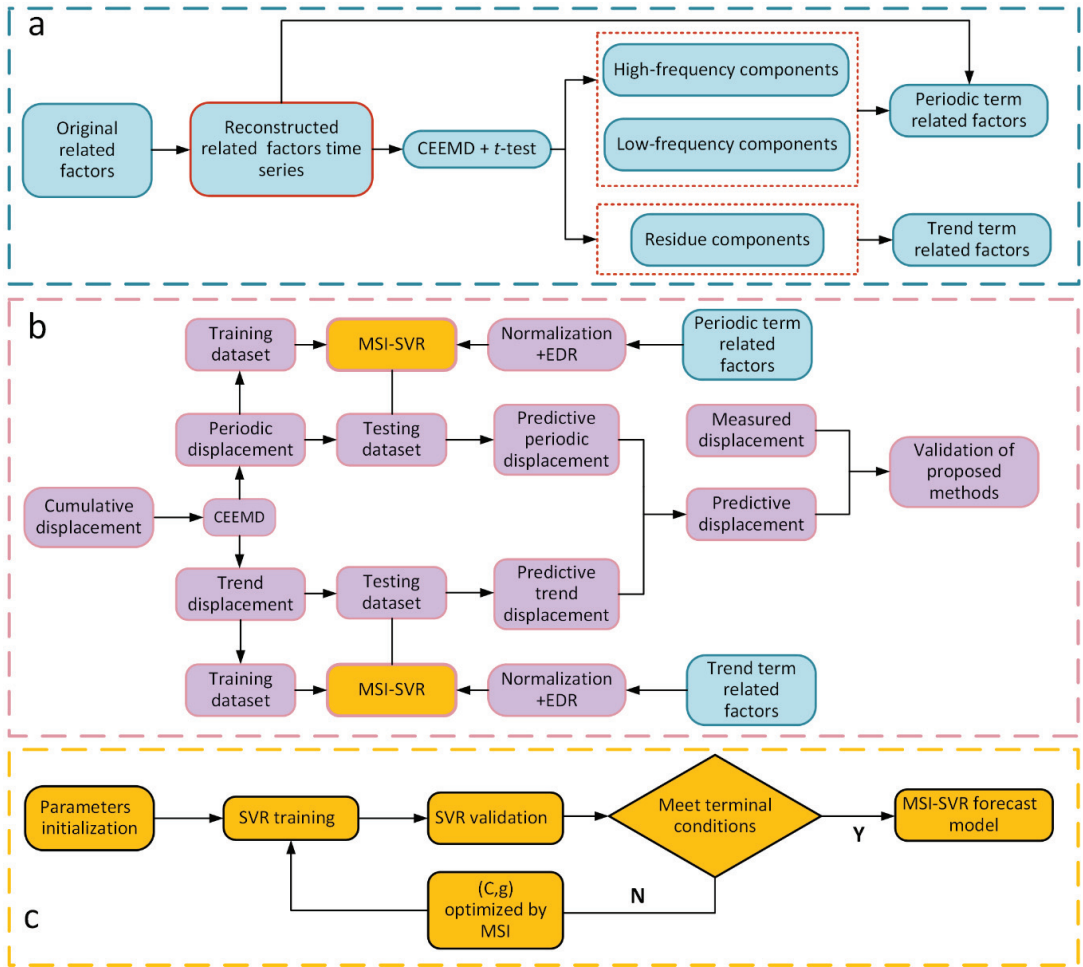 a
Original
related
factors
Reconstructed
related factors time
series
CEEMD + t-test
High-frequency components
Low-frequency components
Residue components
Periodic term
related factors
Trend term
related factors
b
Training
dataset
MSI-SVR
Normalization
+EDR
Periodic term
related
factors
Periodic
displacement
Testing
dataset
Predictive
periodic
displacement
Measured
displacement
Validation of
proposed
methods
Cumulative
displacement
CEEMD
Predictive
displacement
Trend
displacement
Testing
dataset
Predictive
trend
displacement
Training
dataset
MSI-SVR
Normalization
+EDR
Trend term
related
factors
c
Parameters
initialization
SVR training
SVR validation
Meet terminal
conditions
Y
MSI-SVR forecast
model
N
(C,g)
optimized by
MSI